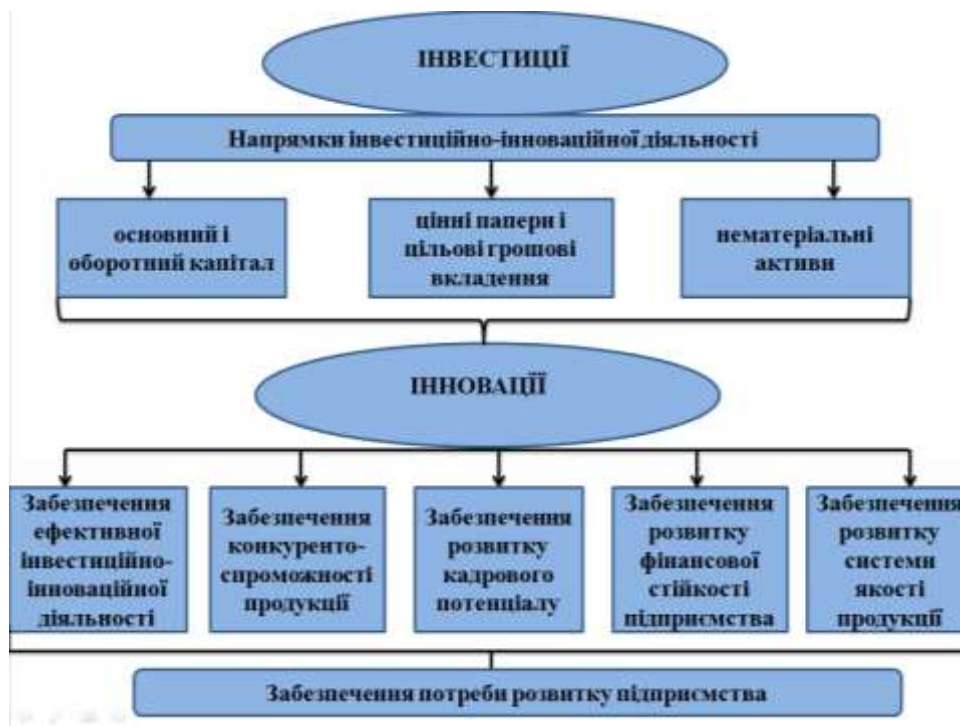 ІНВЕСТИЦІЇ
Напрямки інвестиційно-інноваційної діяльності
основний і
оборотний капітал
цінні папери і
цільові грошові
вкладення
нематеріальні
активи
ІННОВАЦІЇ
Забезпечення
ефективної
інвестиційно-
інноваційної
діяльності
Забезпечення
конкуренто-
спроможності
продукції
Забезпечення
розвитку
кадрового
потенціалу
Забезпечення
розвитку
фінансової
стійкості
підприємства
Забезпечення
розвитку
системи
якості
продукції
Забезпечення потреби розвитку підприємства